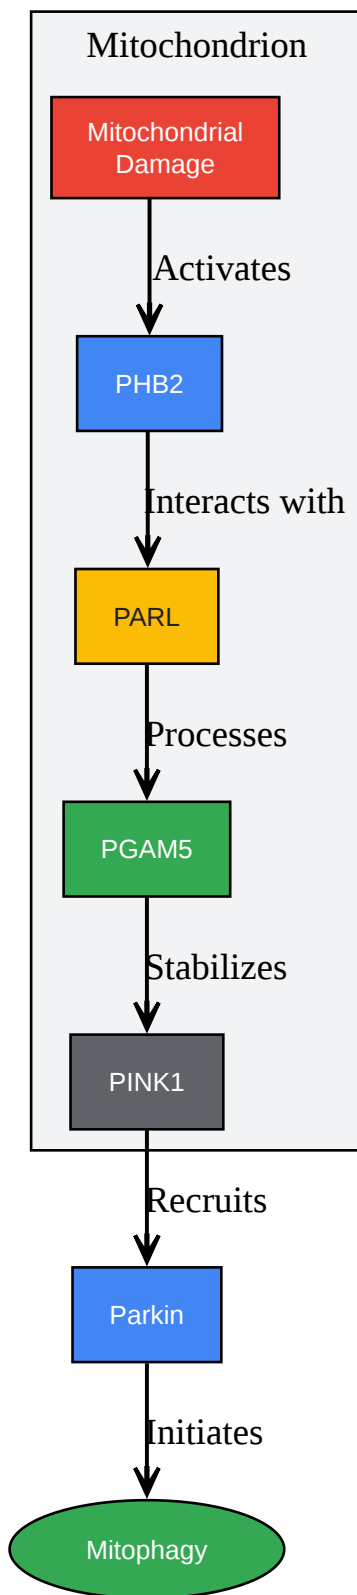 Mitochondrion
Mitochondrial
Damage
Activates
PHB2
Interacts with
PARL
Processes
PGAM5
Stabilizes
PINK1
Recruits
Parkin
Initiates
Mitophagy